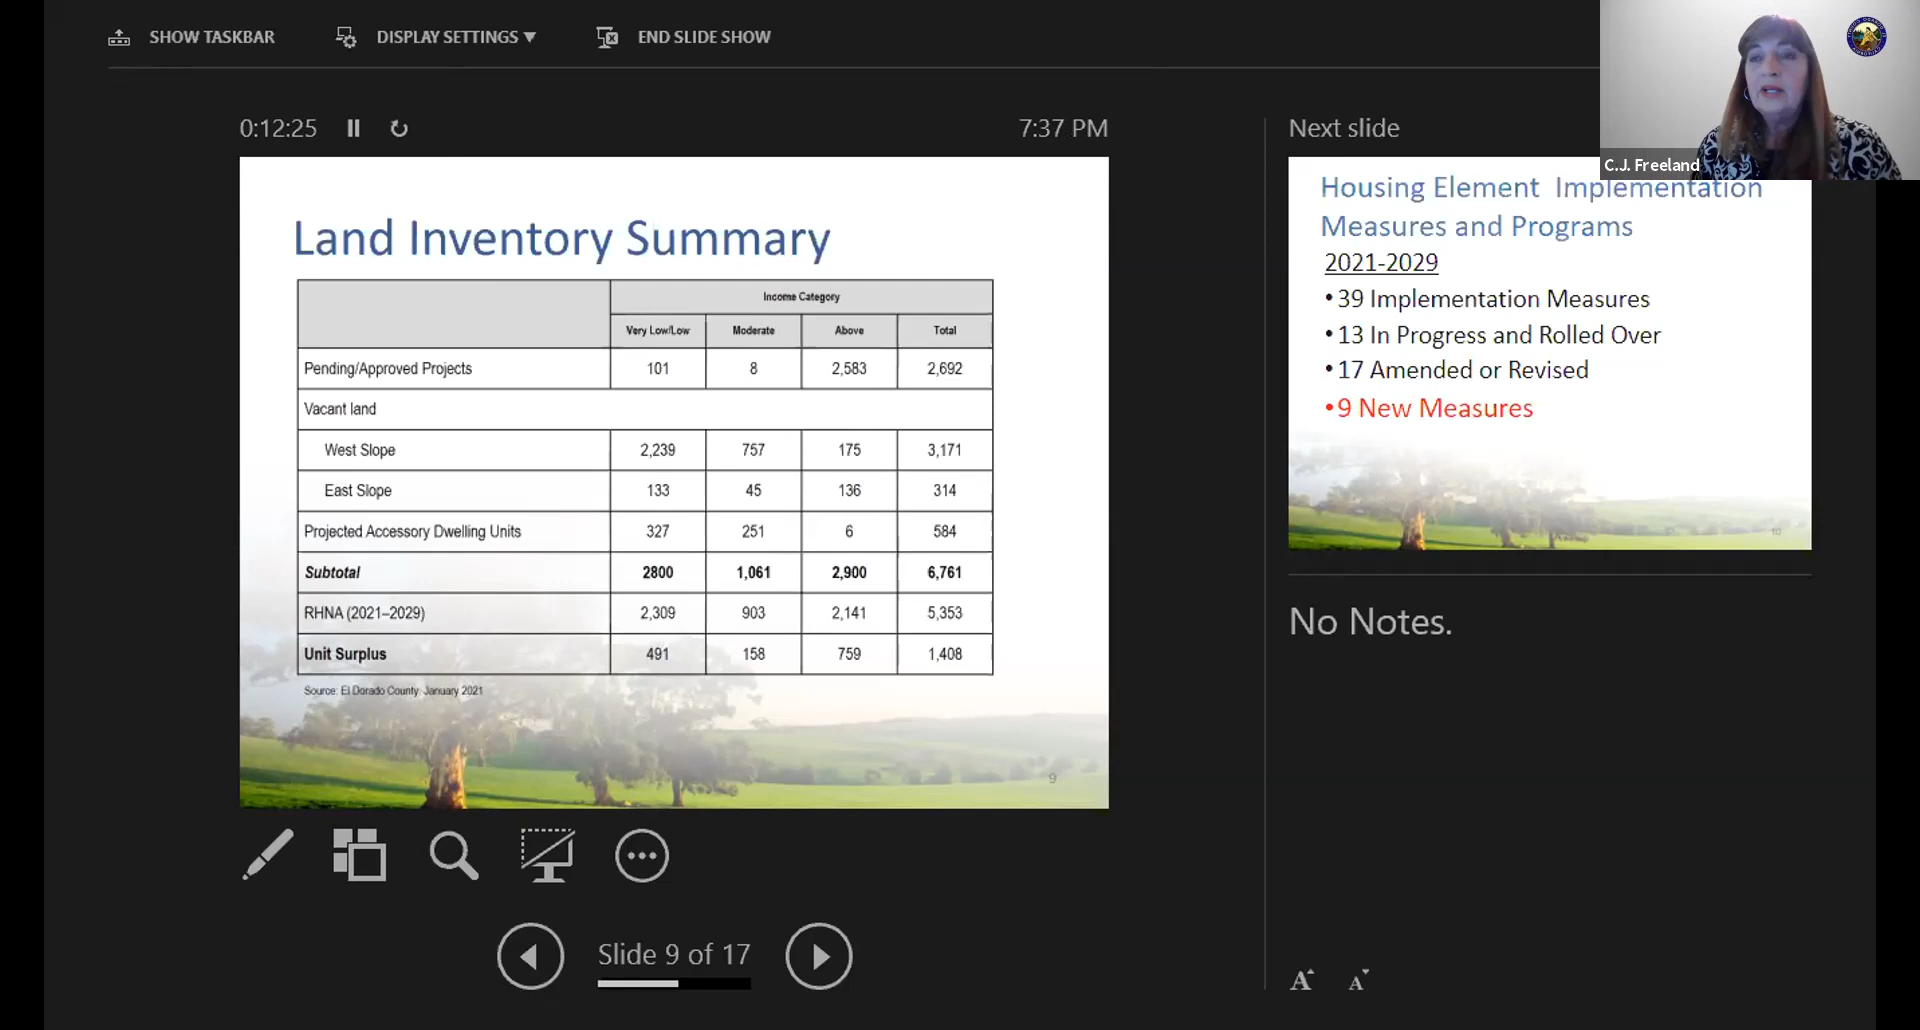 SHOW TASKBAR DISPLAY SETTINGS ▼ END SLIDE SHOW
C.J. Freeland
0:12:25 7:37 PM
Land Inventory Summary
Income Category
Very Low/Low Moderate Above Total
Pending/Approved Projects 101 8 2,583 2,692
Vacant land
West Slope 2,239 757 175 3,171
East Slope 133 45 136 314
Projected Accessory Dwelling Units 327 251 6 584
Subtotal 2800 1,061 2,900 6,761
RHNA (2021–2029) 2,309 903 2,141 5,353
Unit Surplus 491 158 759 1,408
Source: El Dorado County, January 2021
9
Slide 9 of 17
Next slide
Housing Element Implementation
Measures and Programs
2021-2029
•39 Implementation Measures
•13 In Progress and Rolled Over
•17 Amended or Revised
•9 New Measures
10
No Notes.
A A